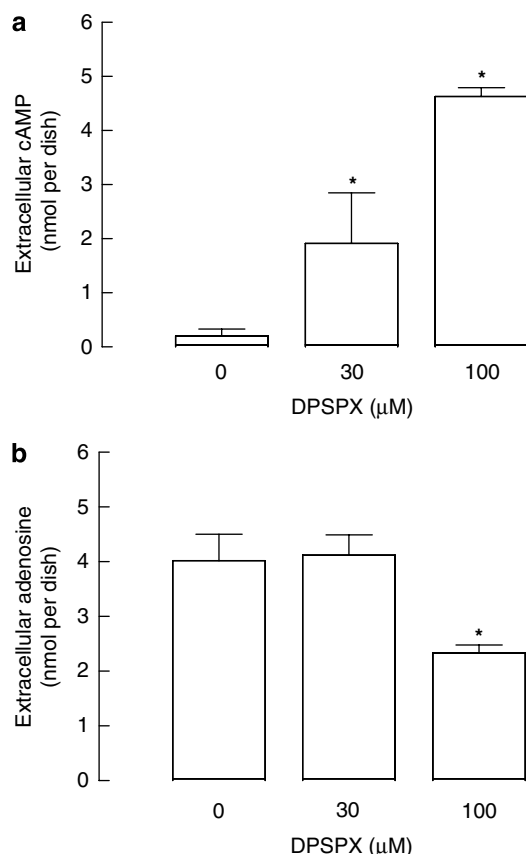 a
Extracellular cAMP
(nmol per dish)
6
5
4
3
2
1
0
*
*
0 30 100
DPSPX (μM)
b
Extracellular adenosine
(nmol per dish)
6
5
4
3
2
1
0
*
0 30 100
DPSPX (μM)